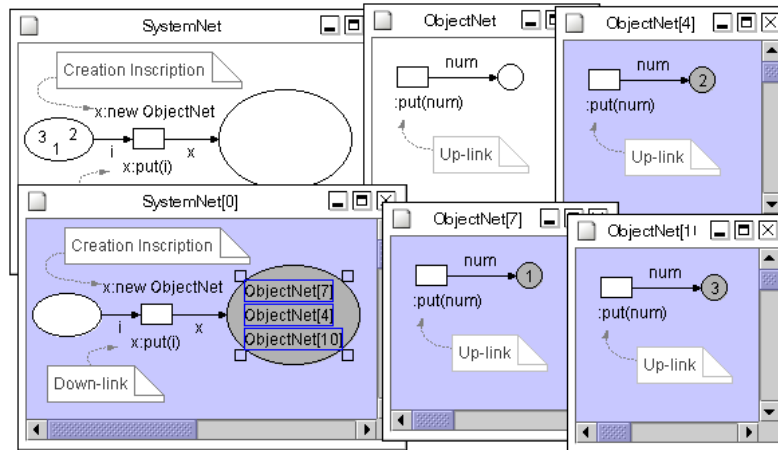 SystemNet
Creation Inscription
x:new ObjectNet
3 2
1
i
x
x:put(i)
ObjectNet
num
:put(num)
Up-link
ObjectNet[4]
num
2
:put(num)
Up-link
SystemNet[0]
Creation Inscription
x:new ObjectNet
i
x
x:put(i)
Down-link
ObjectNet[7]
ObjectNet[4]
ObjectNet[10]
ObjectNet[7]
num
1
:put(num)
Up-link
ObjectNet[1
num
3
:put(num)
Up-link